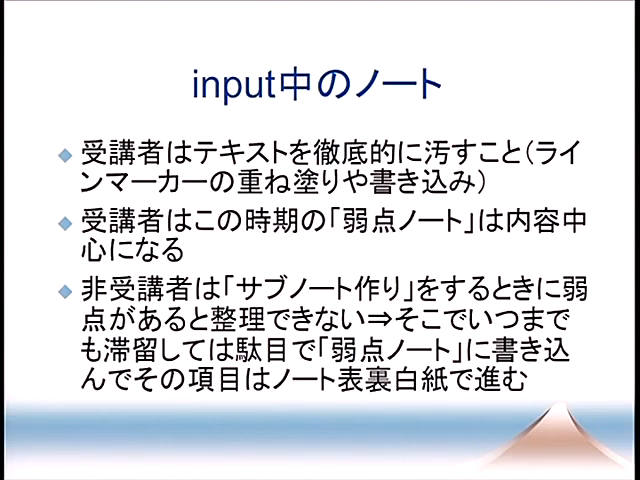 input中のノート
受講者はテキストを徹底的に汚すこと（ライ
ンマーカーの重ね塗りや書き込み）
受講者はこの時期の「弱点ノート」は内容中
心になる
非受講者は「サブノート作り」をするときに弱
点があると整理できない⇒そこでいつまで
も滞留しては駄目で「弱点ノート」に書き込
んでその項目はノート表裏白紙で進む